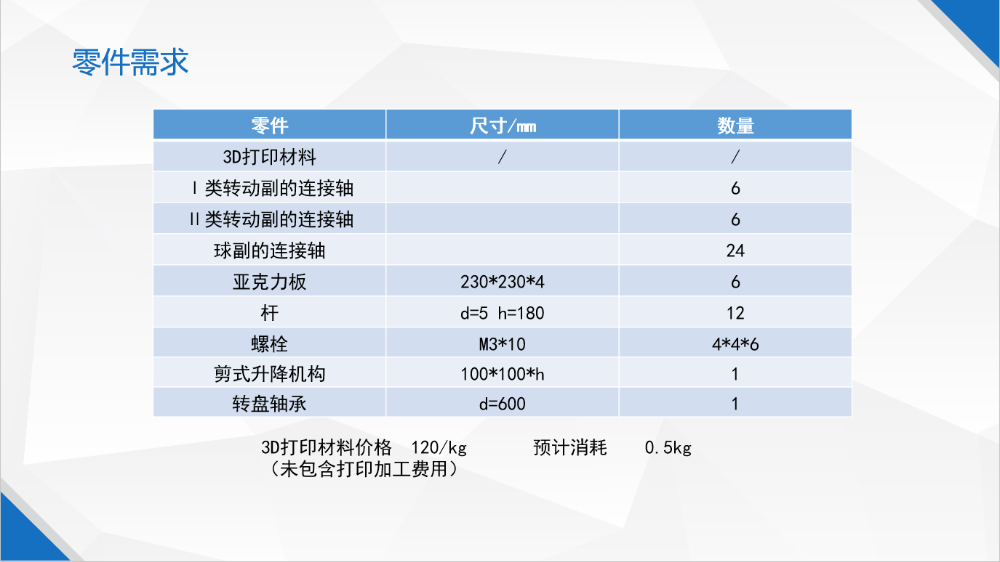 零件需求
零件 尺寸/mm 数量
3D打印材料 / /
Ⅰ类转动副的连接轴 6
Ⅱ类转动副的连接轴 6
球副的连接轴 24
亚克力板 230*230*4 6
杆 d=5 h=180 12
螺栓 M3*10 4*4*6
剪式升降机构 100*100*h 1
转盘轴承 d=600 1
3D打印材料价格 120/kg 预计消耗 0.5kg
（未包含打印加工费用）